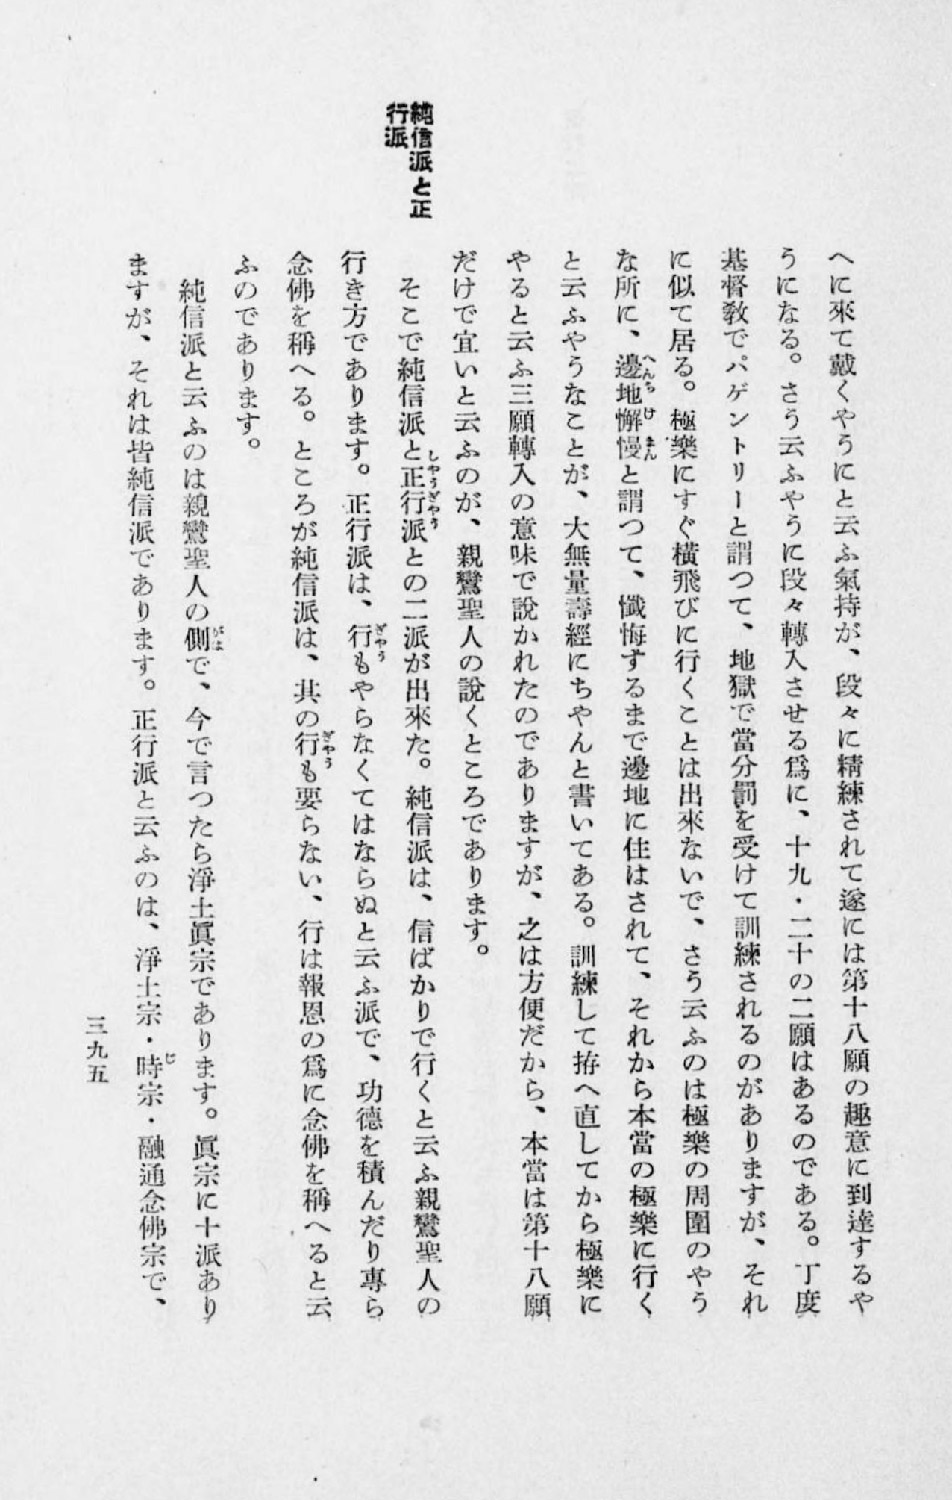 純信派と正
行派
へに來て戴くやうにと云ふ氣持が、段々に精練されて遂には第十八願の趣意に到達するや
うになる。さう云ふやうに段々轉入させる爲に、十九・二十の二願はあるのである。丁度
基督敎でパゲントリーと謂つて、地獄で當分罰を受けて訓練されるのがありますが、それ
に似て居る。極樂にすぐ橫飛びに行くことは出來ないで、さう云ふのは極樂の周圍のやう
な所に、邊地懈慢と謂つて、懺悔するまで邊地に住はされて、それから本當の極樂に行く
と云ふやうなことが、大無量壽經にちやんと書いてある。訓練して拵へ直してから極樂に
やると云ふ三願轉入の意味で說かれたのでありますが、之は方便だから、本當は第十八願
だけで宜いと云ふのが、親鸞聖人の說くところであります。
そこで純信派と正行派との二派が出來た。純信派は、信ばかりで行くと云ふ親鸞聖人の
行き方であります。正行派は、行もやらなくてはならぬと云ふ派で、功德を積んだり專ら
念佛を稱へる。ところが純信派は、其の行も要らない、行は報恩の爲に念佛を稱へると云
ふのであります。
純信派と云ふのは親鸞聖人の側で、今で言つたら淨土眞宗であります。眞宗に十派あり
ますが、それは皆純信派であります。正行派と云ふのは、淨土宗・時宗・融通念佛宗で、
三九五